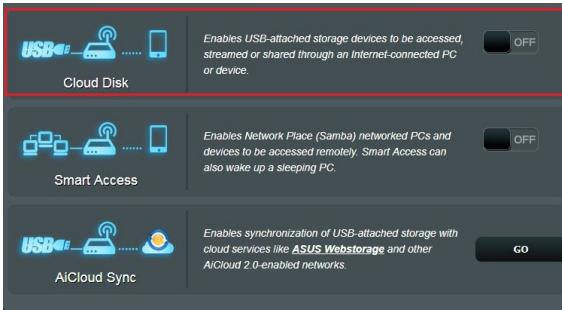 Enables USB-attached storage devices to be accessed,
streamed or shared through an Internet-connected PC
or device.
OFF
USB
Cloud Disk
Enables Network Place (Samba) networked PCs and
devices to be accessed remotely. Smart Access can
also wake up a sleeping PC.
OFF
Smart Access
Enables synchronization of USB-attached storage with
cloud services like ASUS Webstorage and other
AiCloud 2.0-enabled networks.
GO
USB
AiCloud Sync